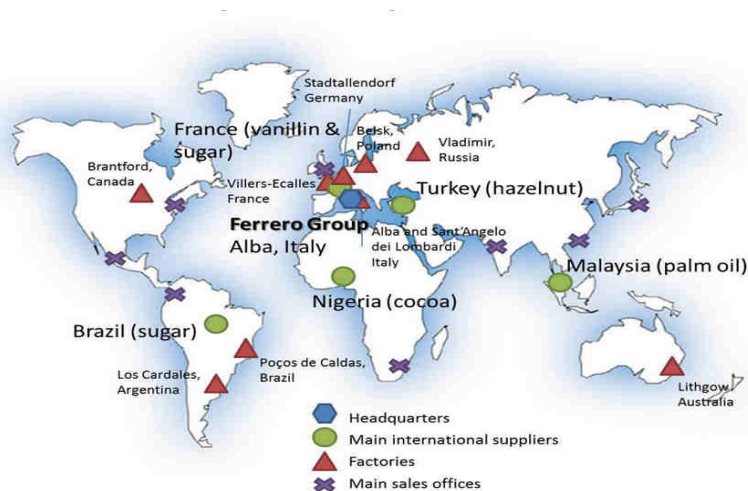 Stadtallendorf
Germany
France (vanillin &
sugar)
Belsk,
Poland
Vladimir,
Russia
Brantford,
Canada
Villers-Ecalles
France
Turkey (hazelnut)
Ferrero Group
Alba, Italy
Alba and Sant'Angelo
dei Lombardi
Italy
Malaysia (palm oil)
Nigeria (cocoa)
Brazil (sugar)
Poços de Caldas,
Brazil
Los Cardales,
Argentina
Lithgow
Australia
Headquarters
Main international suppliers
Factories
Main sales offices